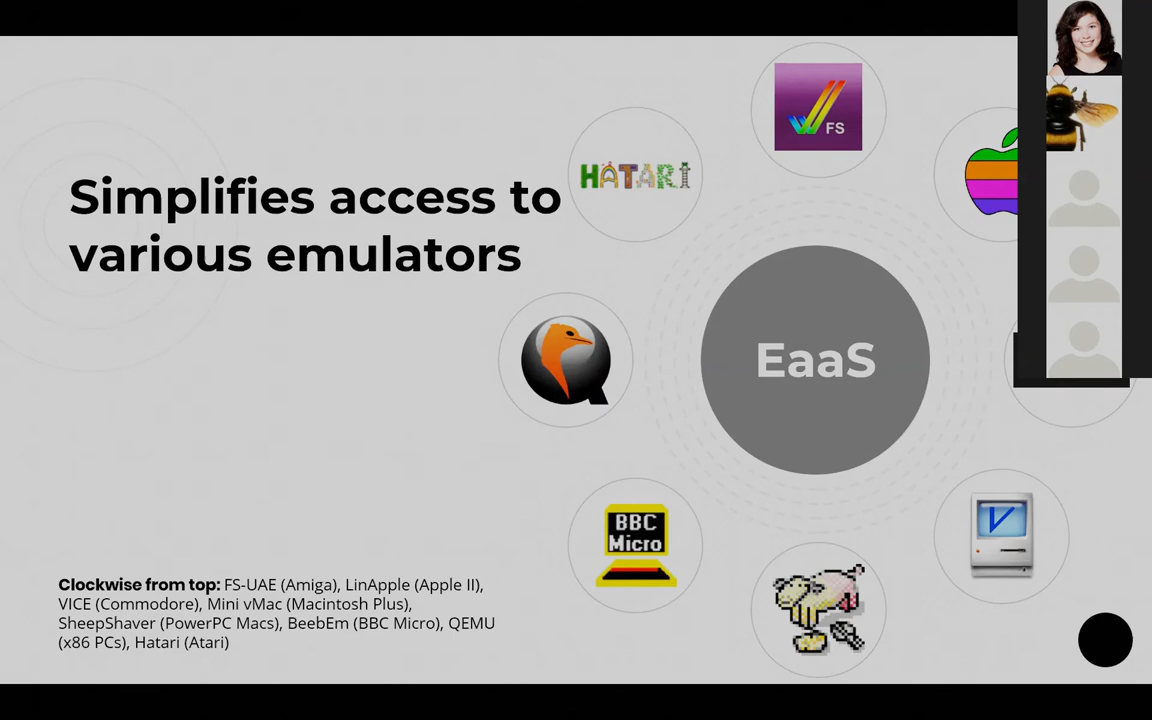 Simplifies access to
various emulators
FS
HATARI
EaaS
BBC
Micro
V
Clockwise from top: FS-UAE (Amiga), LinApple (Apple II),
VICE (Commodore), Mini vMac (Macintosh Plus),
SheepShaver (PowerPC Macs), BeebEm (BBC Micro), QEMU
(x86 PCs), Hatari (Atari)